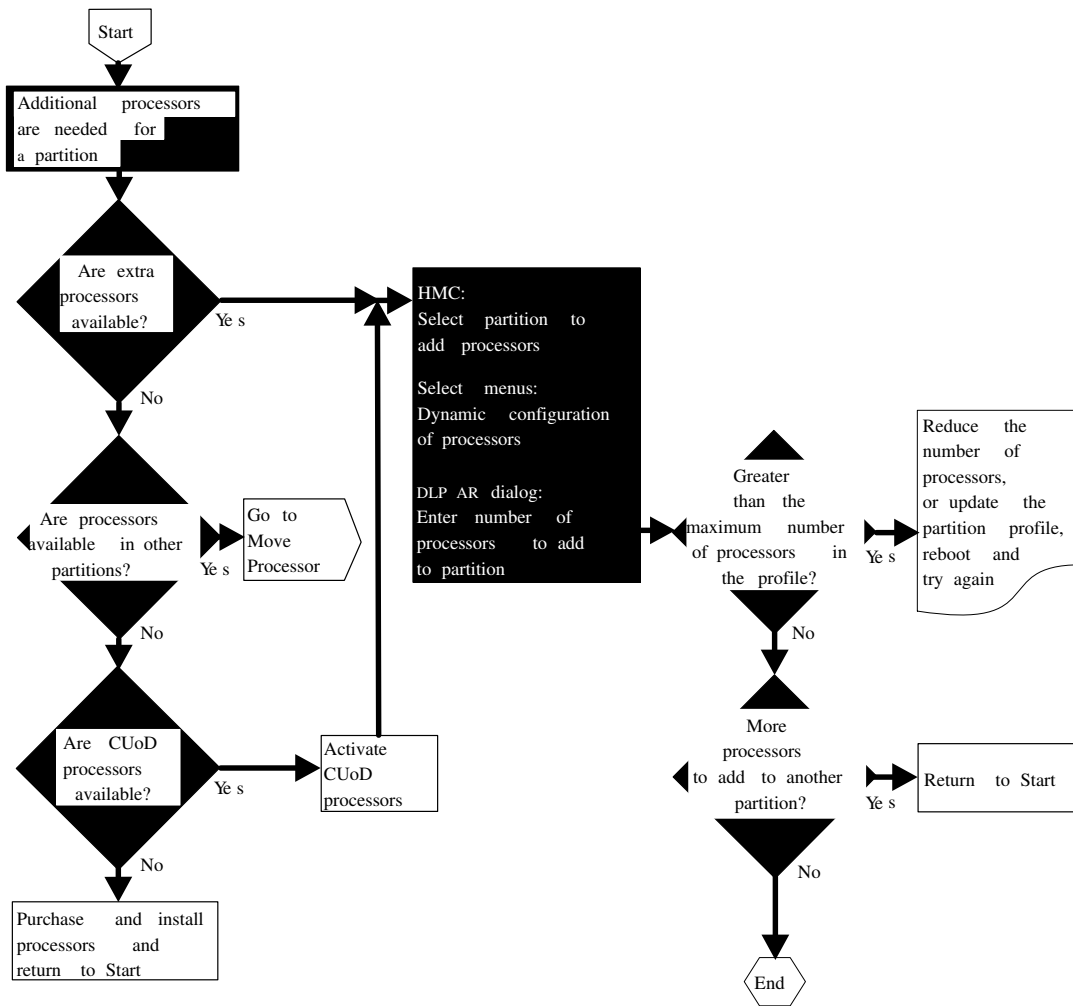 Start
Additional processors
are needed for
a partition
Are extra
processors
available?
Yes
No
Are processors
available in other
partitions?
Yes
No
Go to
Move
Processor
Are CUoD
processors
available?
Yes
No
Activate
CUoD
processors
Purchase and install
processors and
return to Start
HMC:
Select partition to
add processors
Select menus:
Dynamic configuration
of processors
DLP AR dialog:
Enter number of
processors to add
to partition
Greater
than the
maximum number
of processors in
the profile?
Yes
No
Reduce the
number of
processors,
or update the
partition profile,
reboot and
try again
More
processors
to add to another
partition?
Yes
No
Return to Start
End